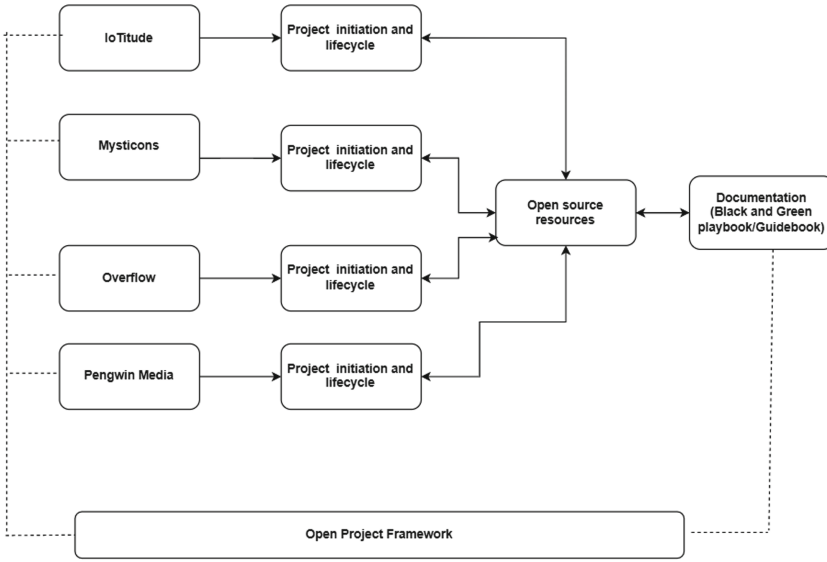 IoTitude
Project initiation and
lifecycle
Mysticons
Project initiation and
lifecycle
Open source
resources
Documentation
(Black and Green
playbook/Guidebook)
Overflow
Project initiation and
lifecycle
Pengwin Media
Project initiation and
lifecycle
Open Project Framework